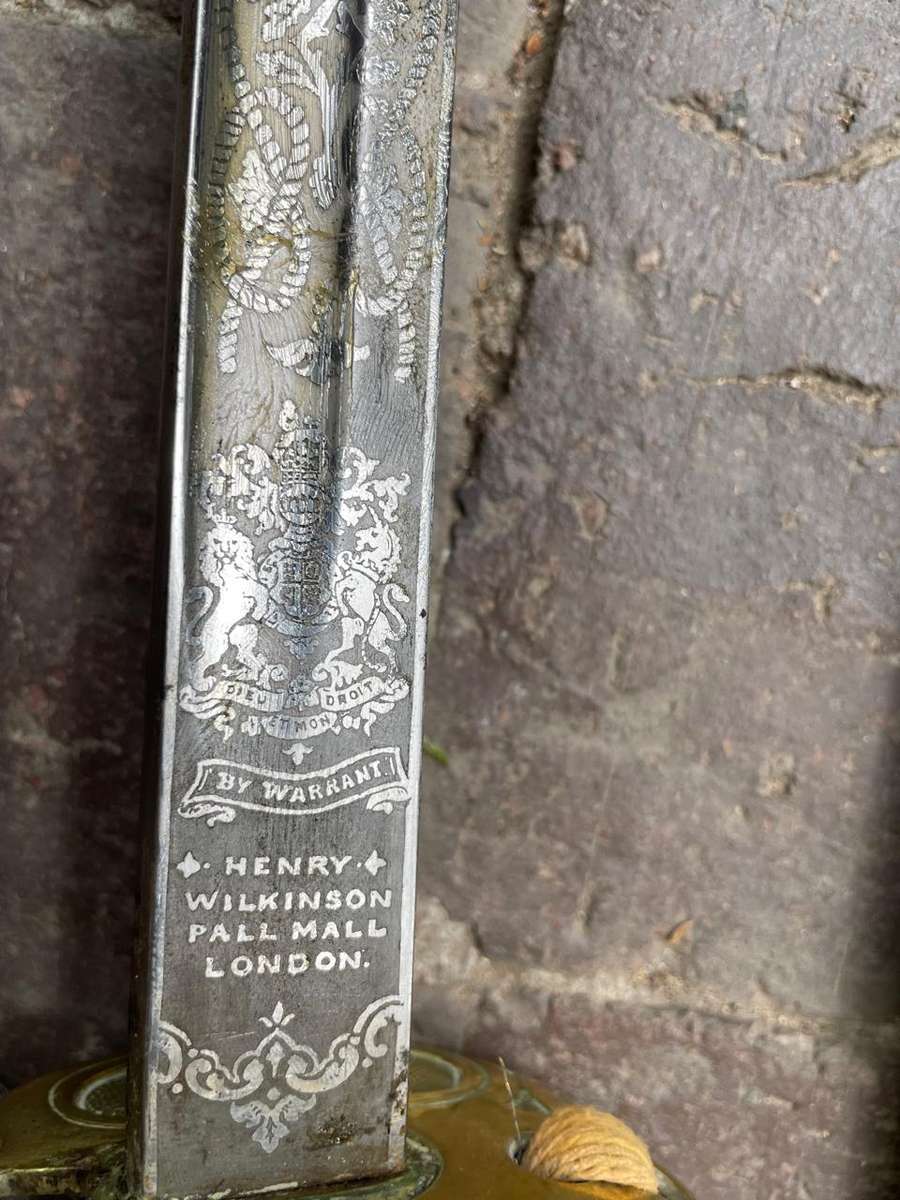 DIEU DROIT
ET MON
BY WARRANT.
HENRY
WILKINSON
PALL MALL
LONDON.